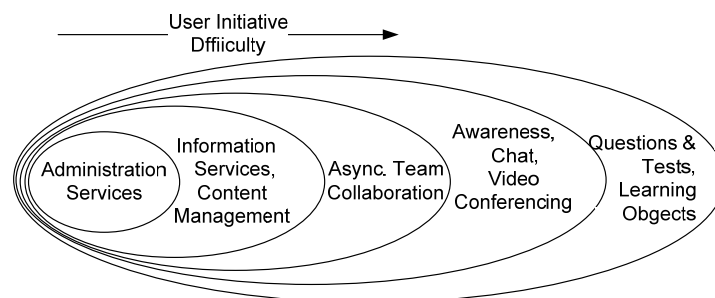 User Initiative
Dffiiculty
Administration
Services
Information
Services,
Content
Management
Async. Team
Collaboration
Awareness,
Chat,
Video
Conferencing
Questions &
Tests,
Learning
Obgects